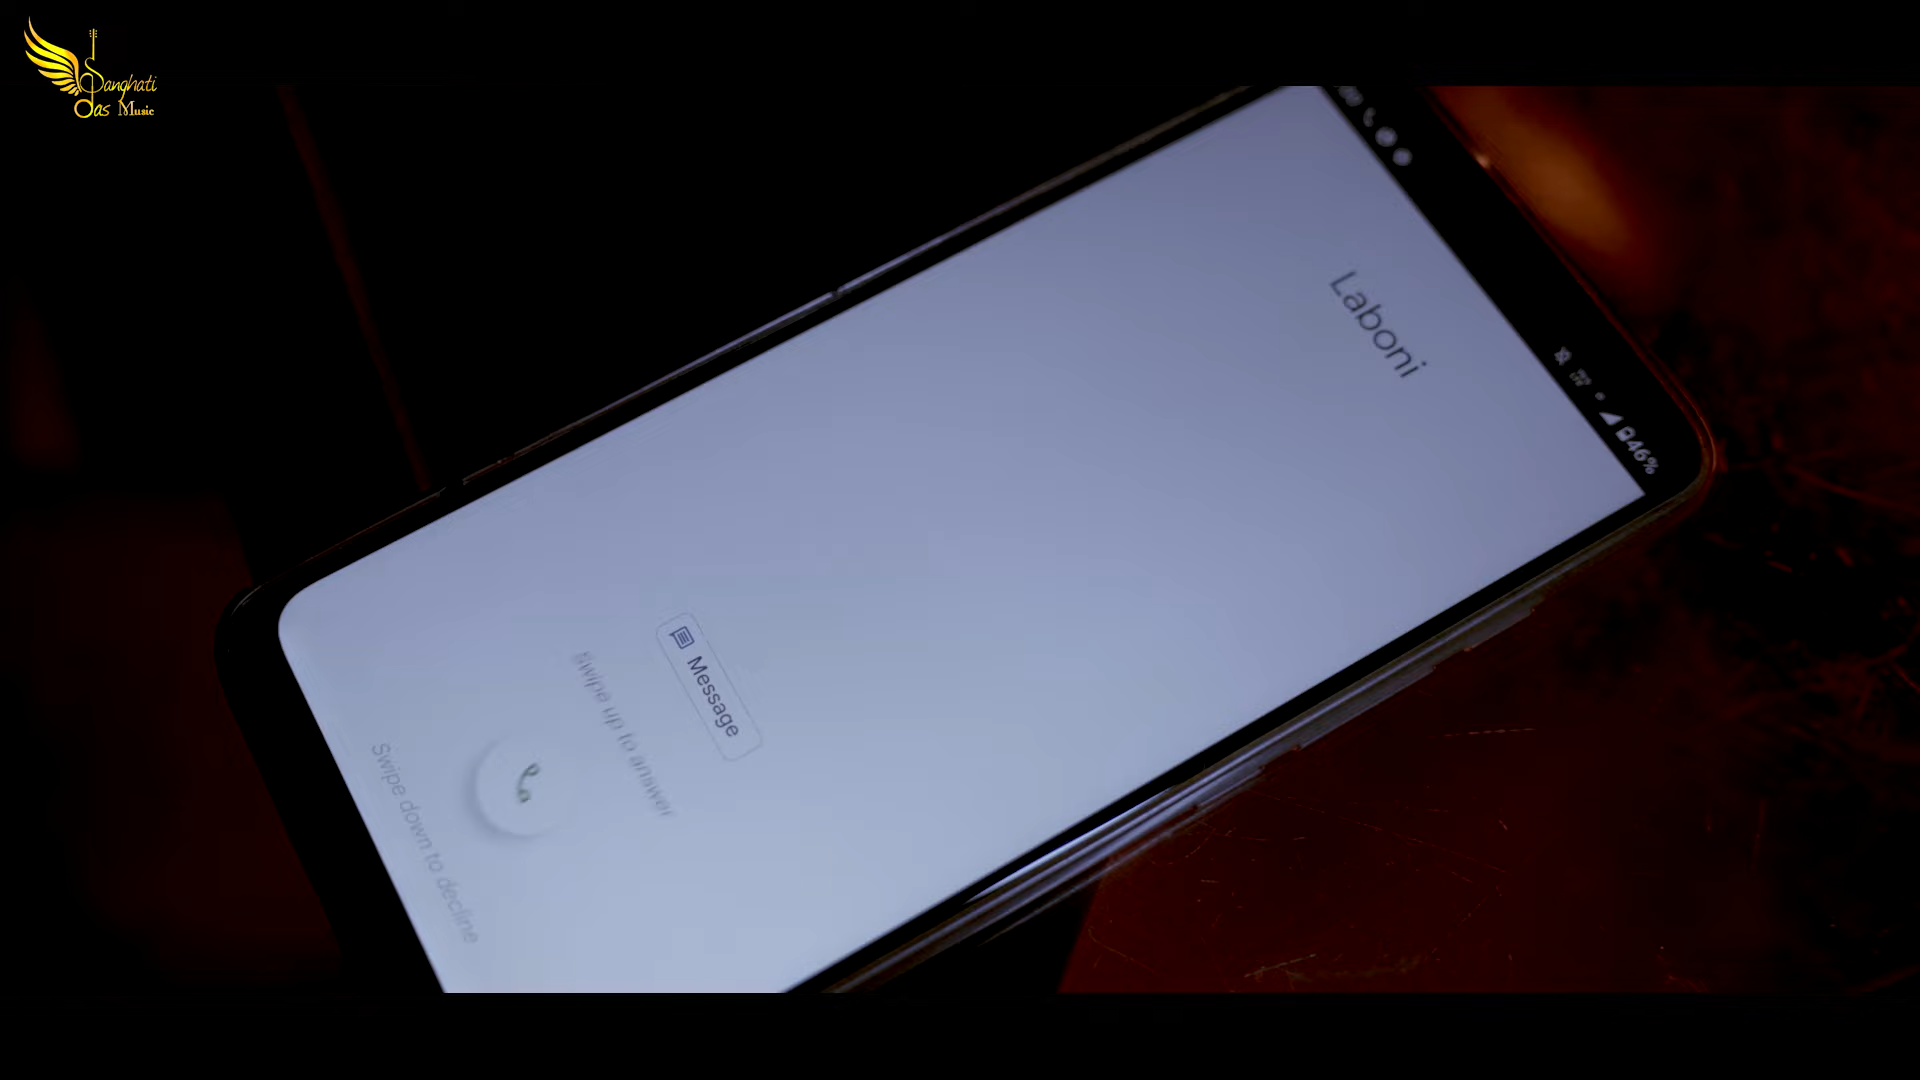 Sanghati
Das Music
46%
Laboni
Message
Swipe up to answer
Swipe down to decline